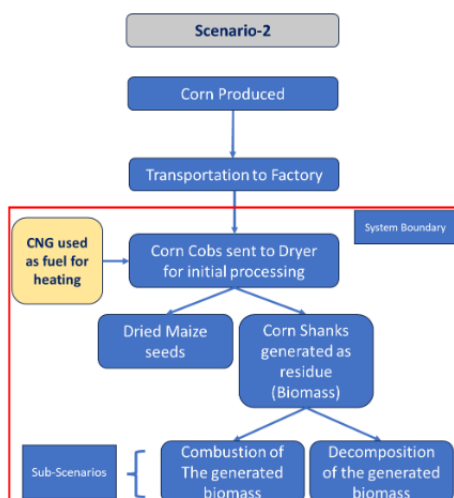 Scenario-2
Corn Produced
Transportation to Factory
System Boundary
CNG used
as fuel for
heating
Corn Cobs sent to Dryer
for initial processing
Dried Maize
seeds
Corn Shanks
generated as
residue
(Biomass)
Sub-Scenarios
Combustion of
The generated
biomass
Decomposition
of the generated
biomass